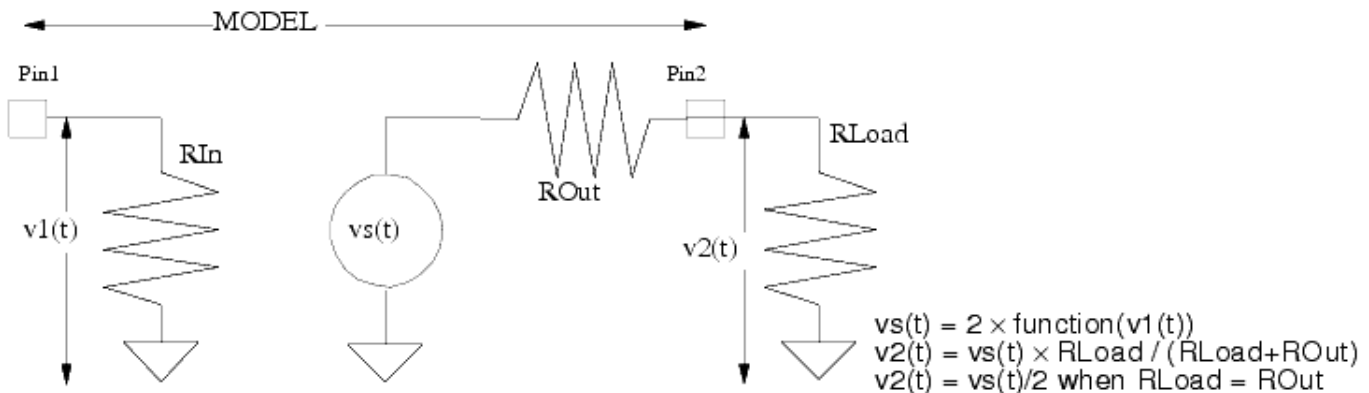 MODEL
Pin1
Pin2
RIn
RLoad
ROut
v1(t)
vs(t)
v2(t)
vs(t) = 2 × function(v1(t))
v2(t) = vs(t) × RLoad / (RLoad+ROut)
v2(t) = vs(t)/2 when RLoad = ROut